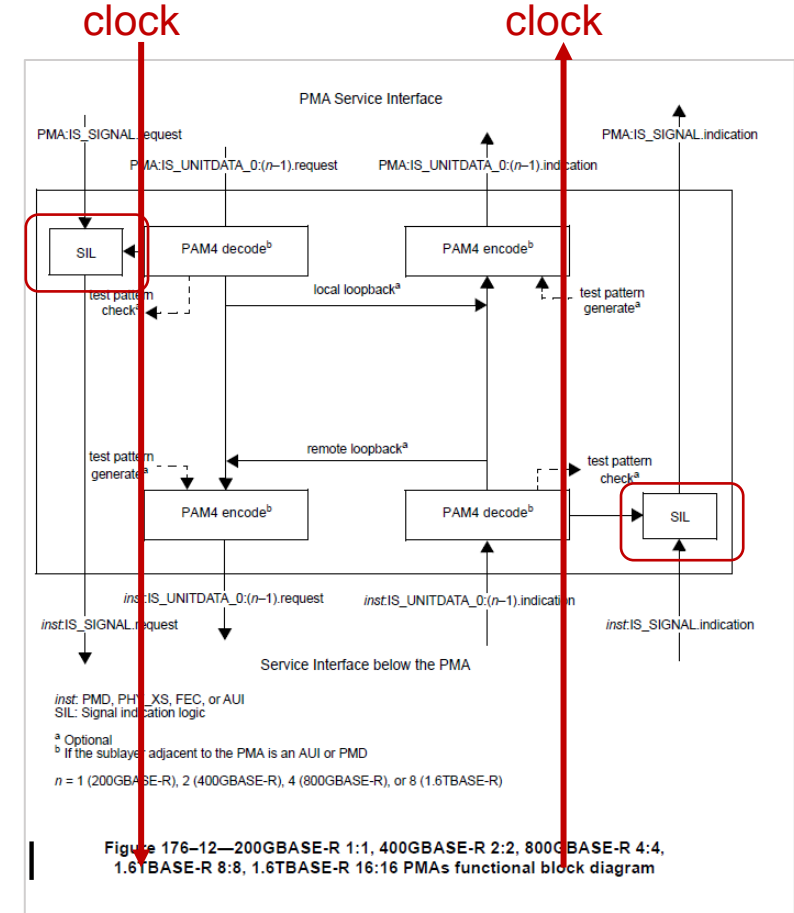 clock
clock
PMA Service Interface
PMA:IS_SIGNAL.request
PMA:IS_SIGNAL.indication
PMA:IS_UNITDATA_0:(n–1).request
PMA:IS_UNITDATA_0:(n–1).indication
SIL
PAM4 decodeb
PAM4 encodeb
test pattern
checka
local loopbacka
test pattern
generatea
test pattern
generatea
remote loopbacka
test pattern
checka
PAM4 encodeb
PAM4 decodeb
SIL
inst:IS_UNITDATA_0:(n–1).request
inst:IS_UNITDATA_0:(n–1).indication
inst:IS_SIGNAL.request
inst:IS_SIGNAL.indication
Service Interface below the PMA
inst: PMD, PHY_XS, FEC, or AUI
SIL: Signal indication logic
a Optional
b If the sublayer adjacent to the PMA is an AUI or PMD
n = 1 (200GBASE-R), 2 (400GBASE-R), 4 (800GBASE-R), or 8 (1.6TBASE-R)
Figure 176–12—200GBASE-R 1:1, 400GBASE-R 2:2, 800GBASE-R 4:4,
1.6TBASE-R 8:8, 1.6TBASE-R 16:16 PMAs functional block diagram